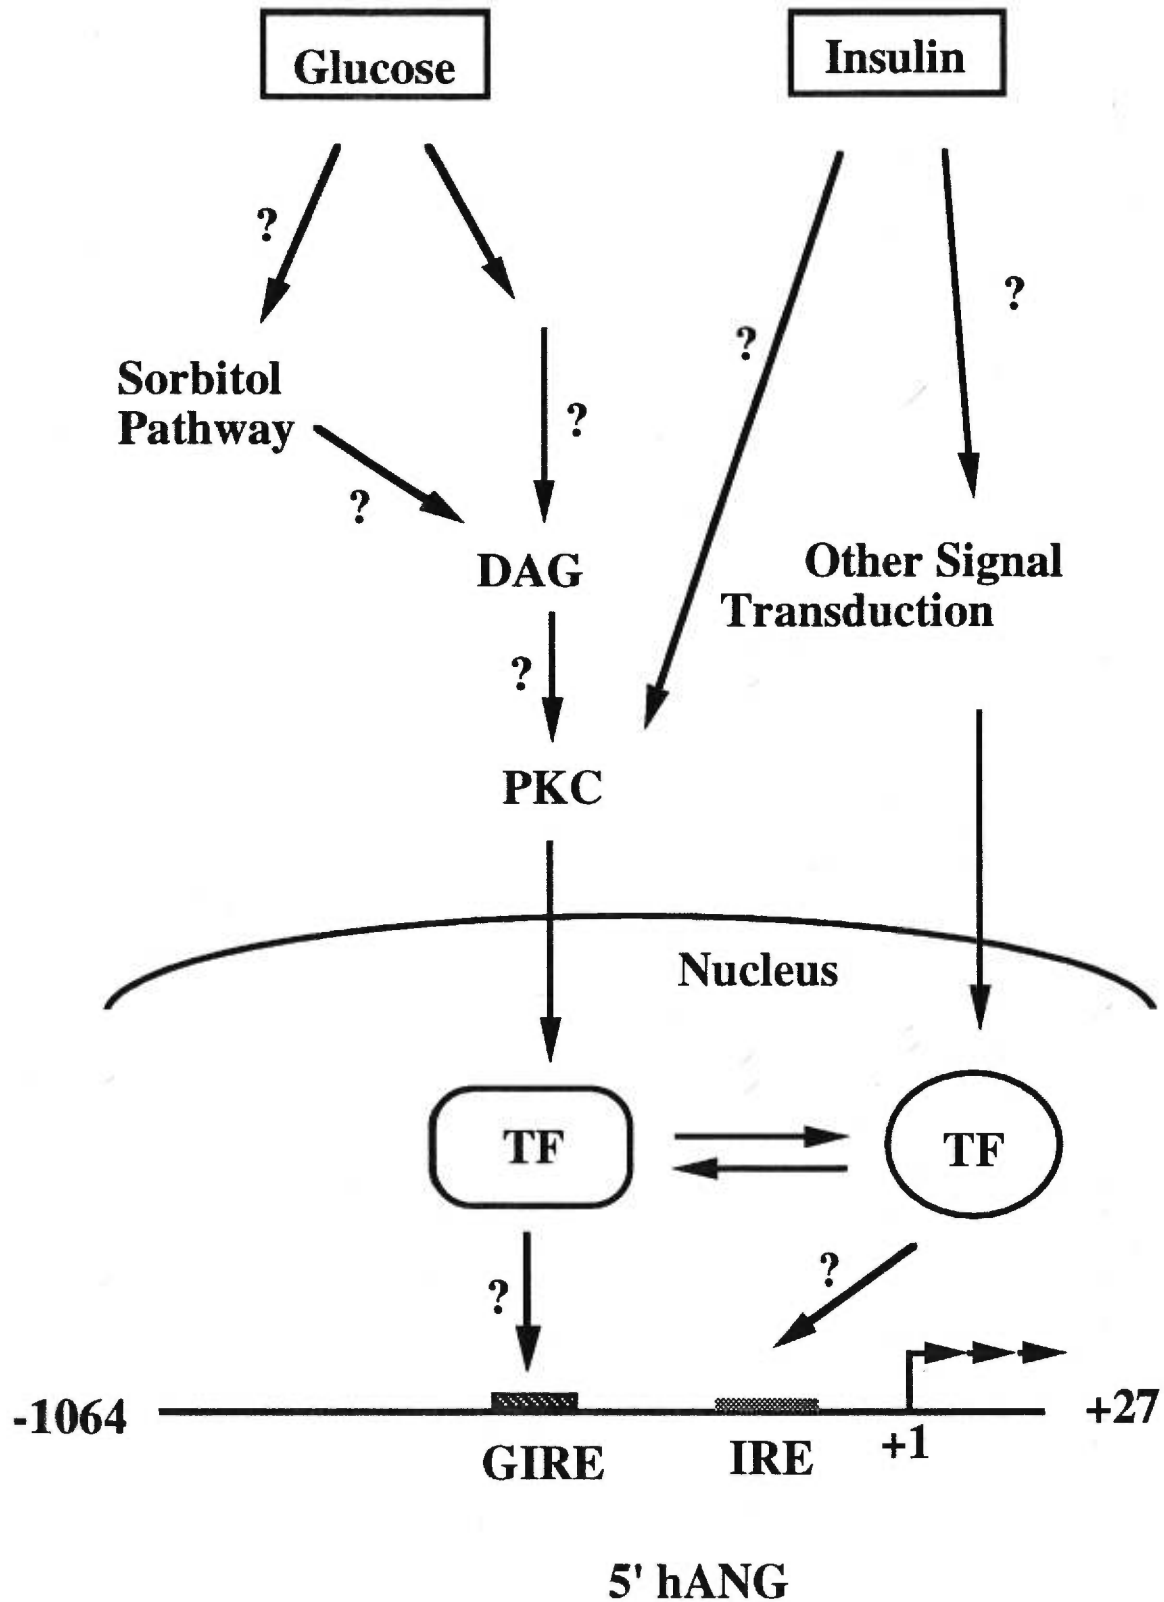 Glucose
Insulin
?
?
?
Sorbitol
Pathway
?
?
DAG
Other Signal
Transduction
?
PKC
Nucleus
TF
TF
?
?
-1064
+27
GIRE
IRE
+1
5' hANG